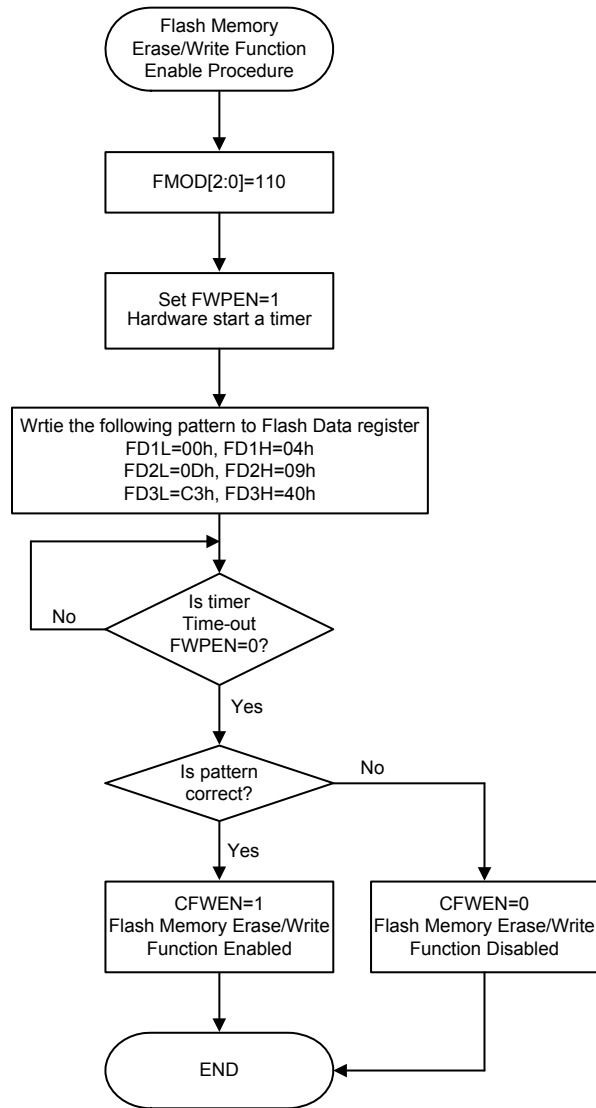 Flash Memory
Erase/Write Function
Enable Procedure
FMOD[2:0]=110
Set FWPEN=1
Hardware start a timer
Wrtie the following pattern to Flash Data register
FD1L=00h, FD1H=04h
FD2L=0Dh, FD2H=09h
FD3L=C3h, FD3H=40h
No
Is timer
Time-out
FWPEN=0?
Yes
Is pattern
correct?
No
Yes
CFWEN=1
Flash Memory Erase/Write
Function Enabled
CFWEN=0
Flash Memory Erase/Write
Function Disabled
END